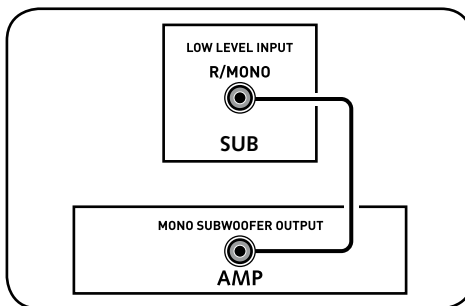 LOW LEVEL INPUT
R/MONO
SUB
MONO SUBWOOFER OUTPUT
AMP